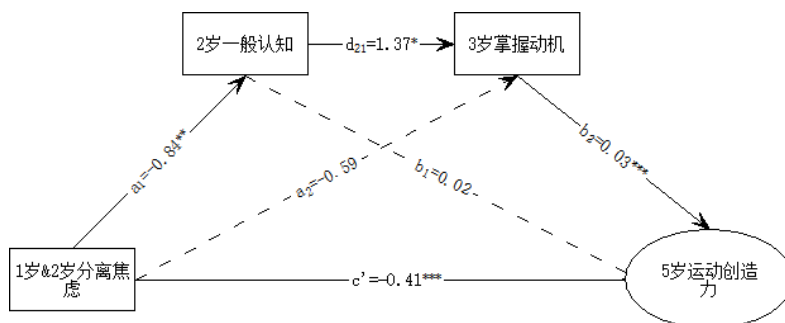 2岁一般认知
d₂₁=1.37*
3岁掌握动机
a₁=-0.84**
a₂=-0.59
b₁=0.02
b₂=0.03***
1岁&2岁分离焦
虑
c'=-0.41***
5岁运动创造
力